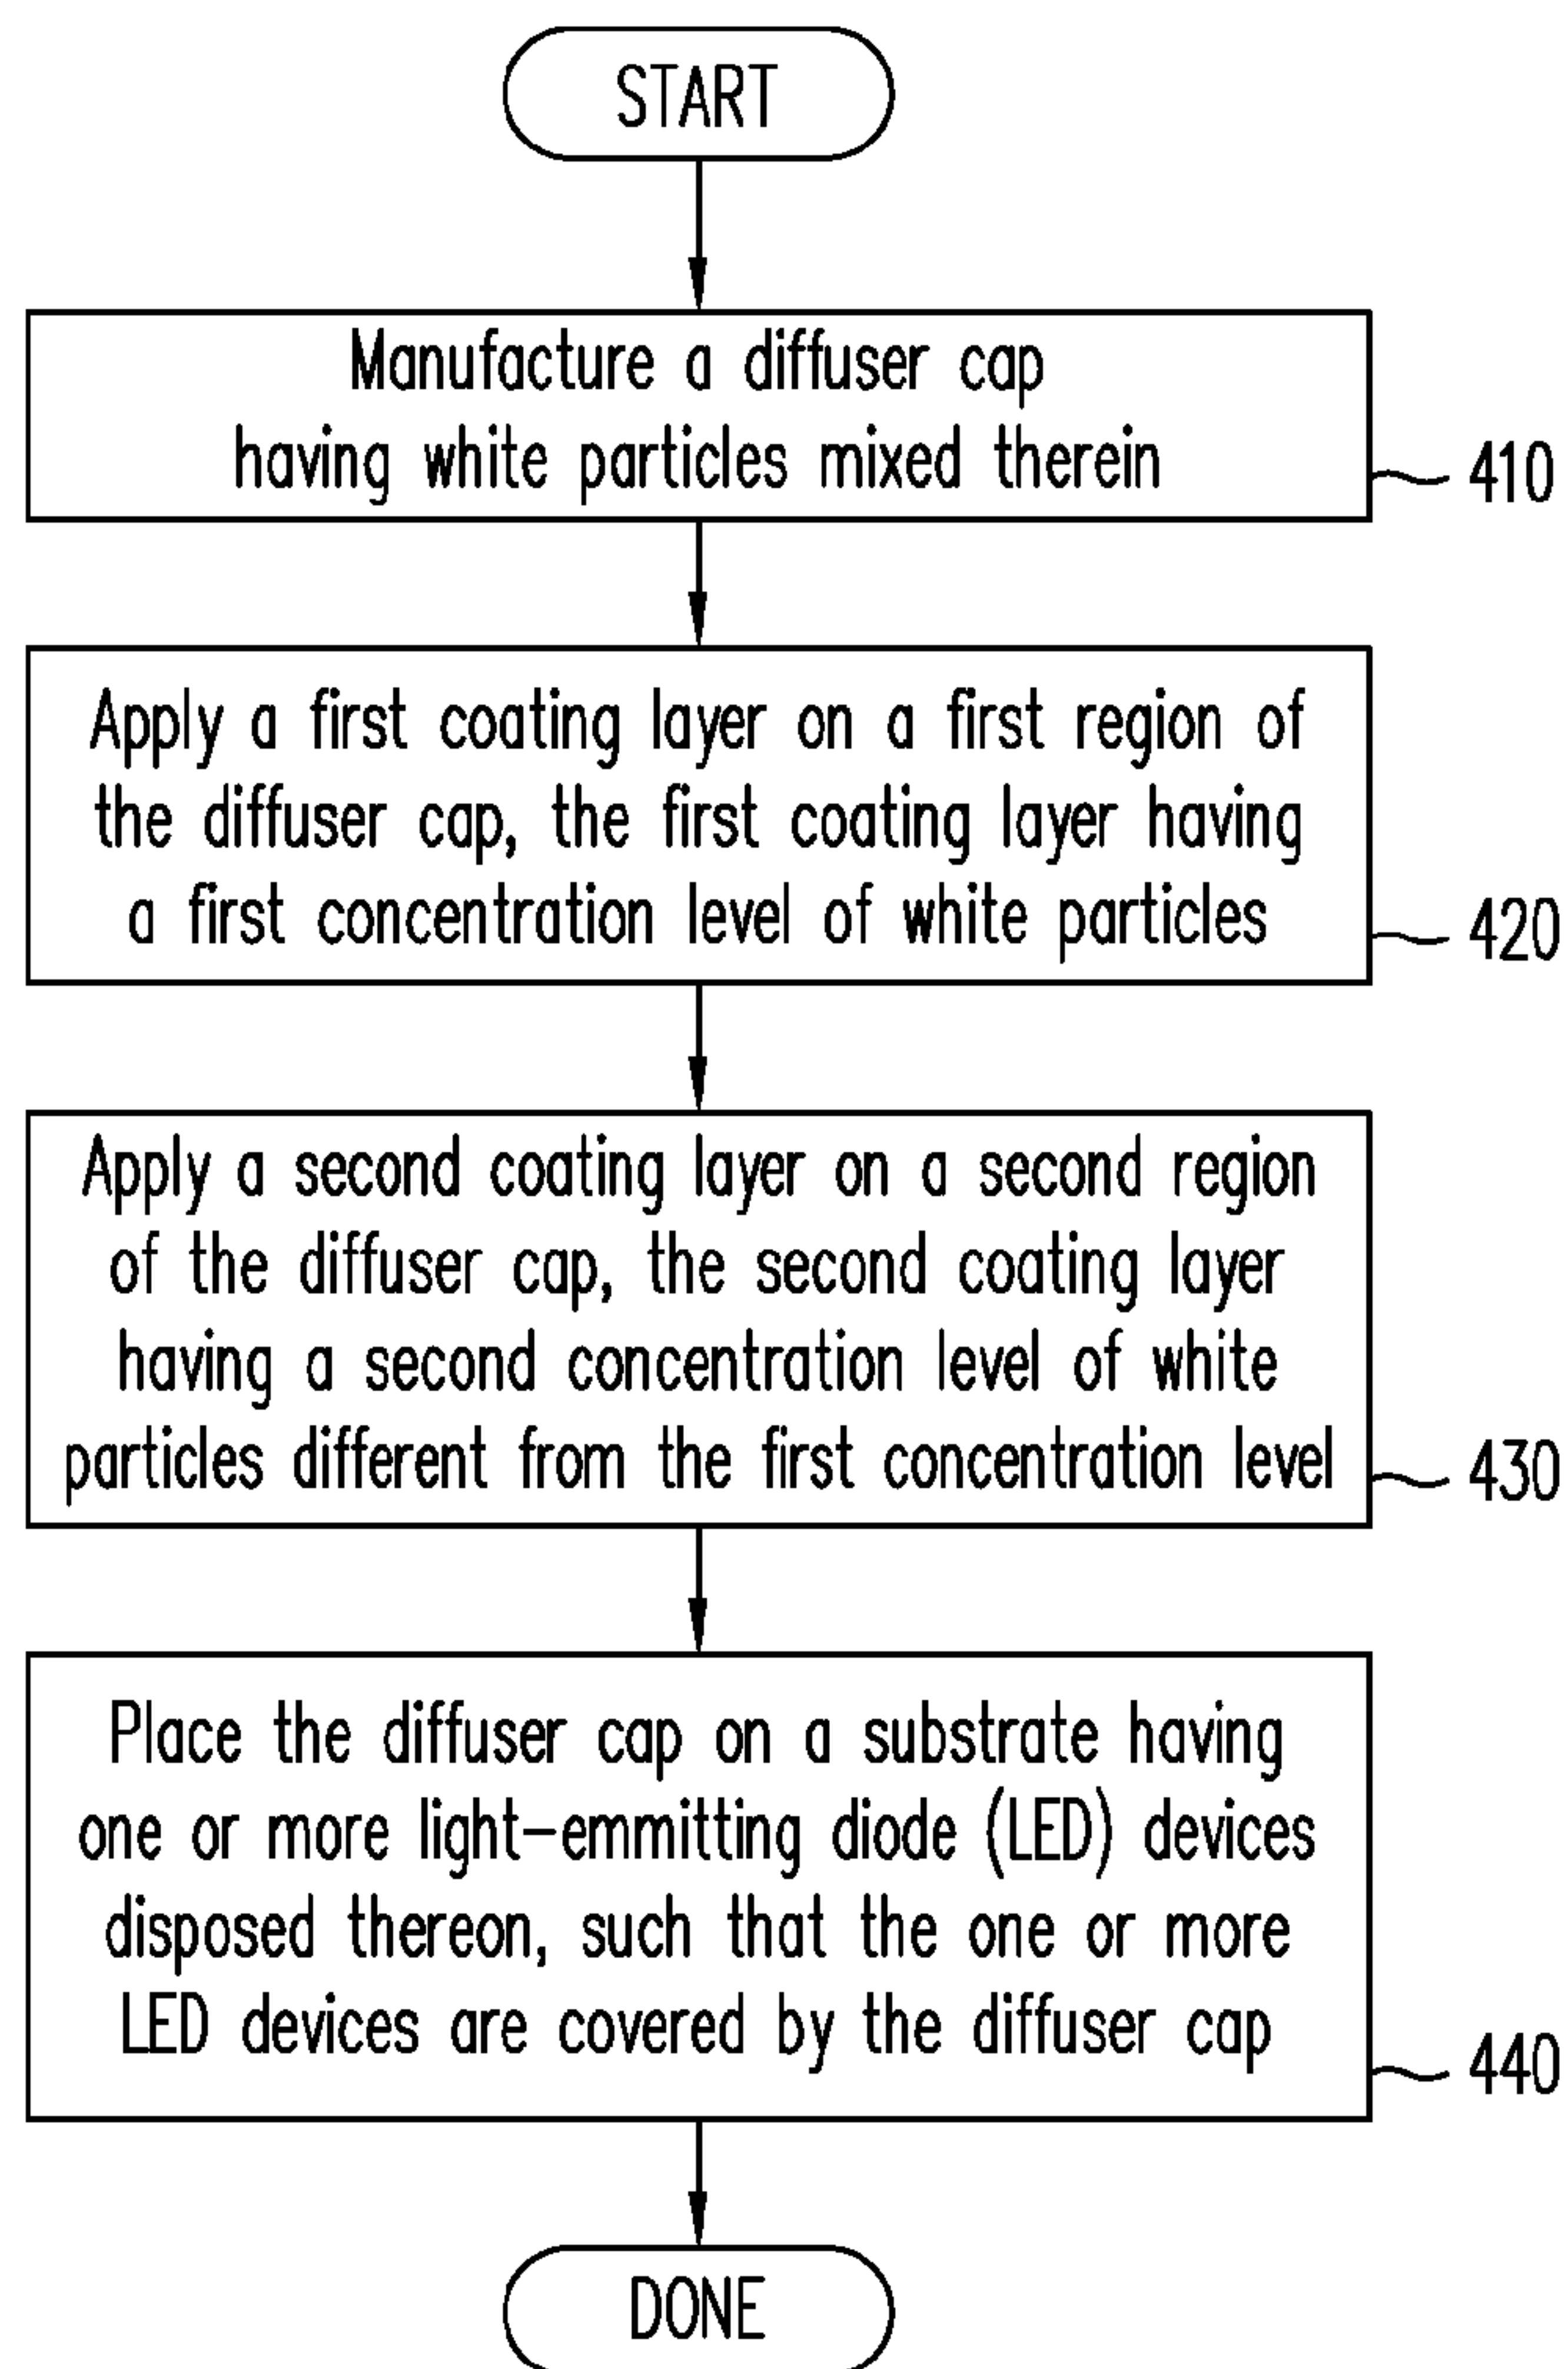 START
Manufacture a diffuser cap
having white particles mixed therein
410
Apply a first coating layer on a first region of
the diffuser cap, the first coating layer having
a first concentration level of white particles
420
Apply a second coating layer on a second region
of the diffuser cap, the second coating layer
having a second concentration level of white
particles different from the first concentration level
430
Place the diffuser cap on a substrate having
one or more light-emmitting diode (LED) devices
disposed thereon, such that the one or more
LED devices are covered by the diffuser cap
440
DONE